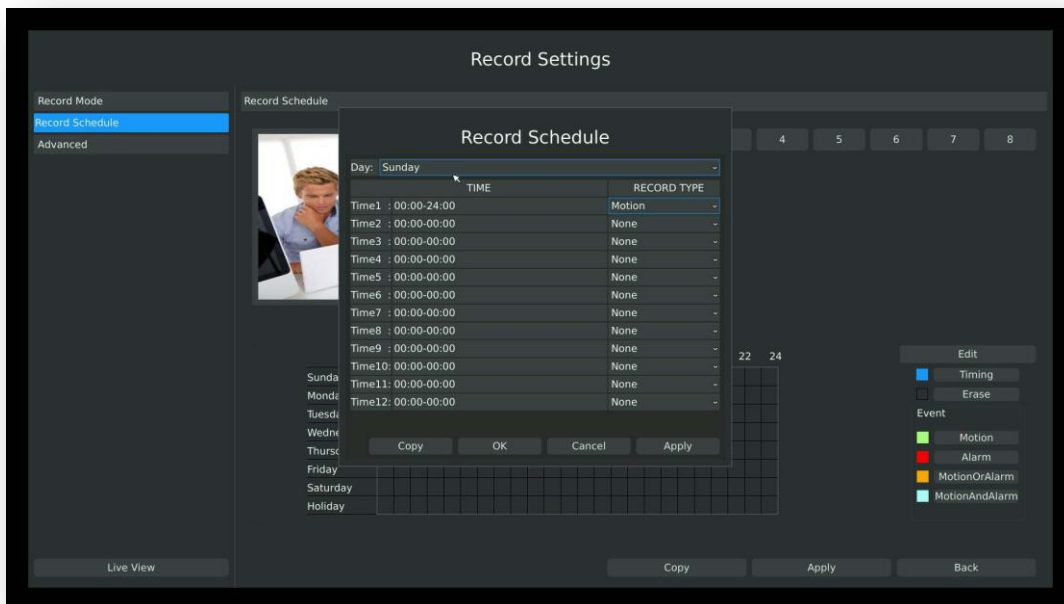 Record Settings
Record Mode
Record Schedule
Advanced
Record Schedule
4 5 6 7 8
Record Schedule
Day: Sunday
TIME RECORD TYPE
Time1 : 00:00-24:00 Motion
Time2 : 00:00-00:00 None
Time3 : 00:00-00:00 None
Time4 : 00:00-00:00 None
Time5 : 00:00-00:00 None
Time6 : 00:00-00:00 None
Time7 : 00:00-00:00 None
Time8 : 00:00-00:00 None
Time9 : 00:00-00:00 None
Time10: 00:00-00:00 None
Time11: 00:00-00:00 None
Time12: 00:00-00:00 None
Copy OK Cancel Apply
22 24
Sunda
Monda
Tuesda
Wedne
Thursd
Friday
Saturday
Holiday
Edit
Timing
Erase
Event
Motion
Alarm
MotionOrAlarm
MotionAndAlarm
Live View
Copy Apply Back